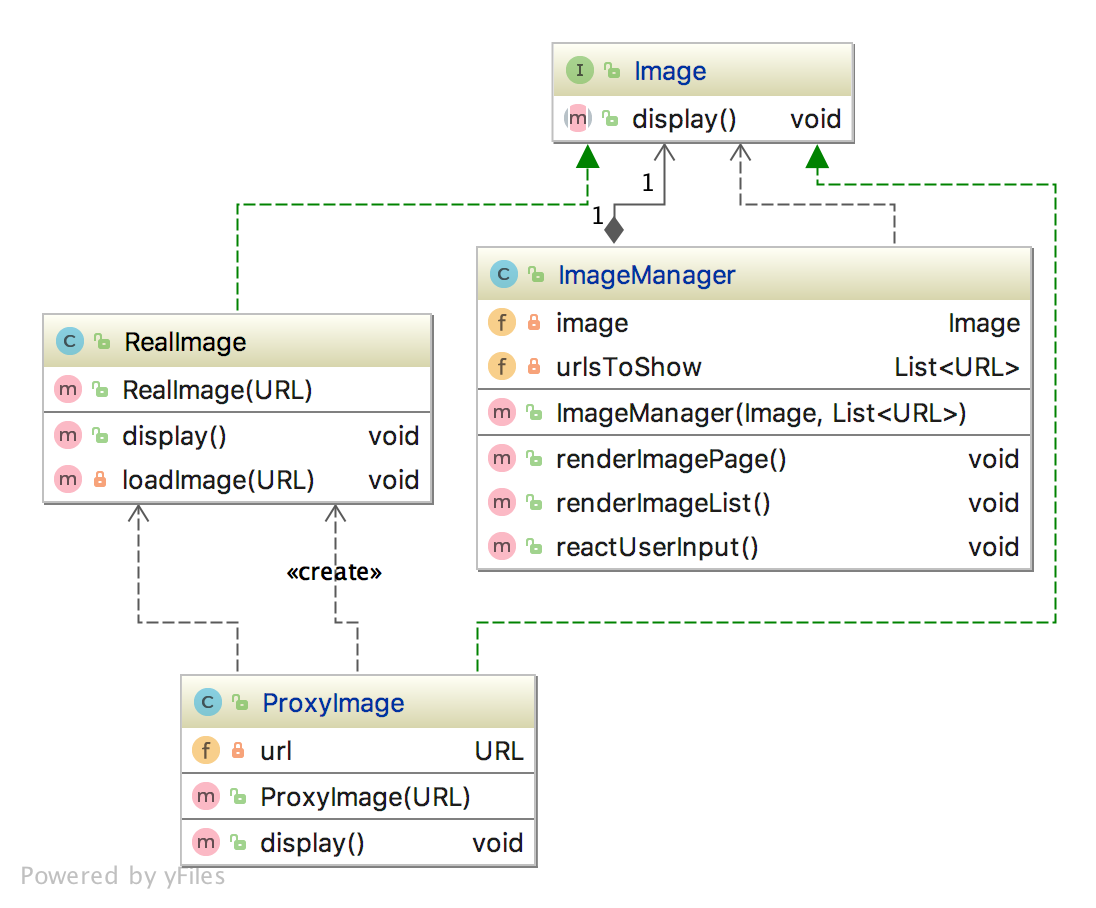 I Image
m display() void
1
1
C ImageManager
f image Image
f urlsToShow List<URL>
m ImageManager(Image, List<URL>)
m renderImagePage() void
m renderImageList() void
m reactUserInput() void
C RealImage
m RealImage(URL)
m display() void
m loadImage(URL) void
«create»
C ProxyImage
f url URL
m ProxyImage(URL)
m display() void
Powered by yFiles